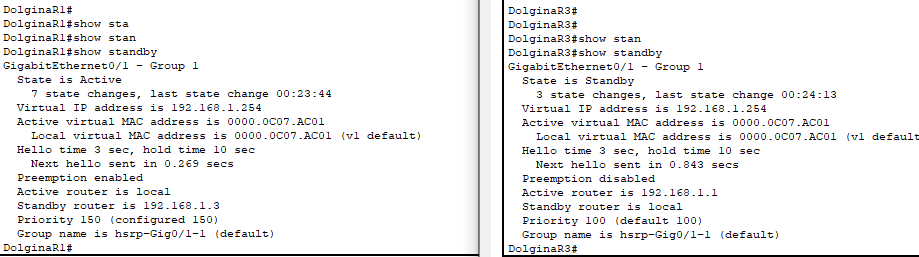 DolginaR1#
DolginaR1#show sta
DolginaR1#show stan
DolginaR1#show standby
GigabitEthernet0/1 - Group 1
  State is Active
    7 state changes, last state change 00:23:44
  Virtual IP address is 192.168.1.254
  Active virtual MAC address is 0000.0C07.AC01
    Local virtual MAC address is 0000.0C07.AC01 (v1 default)
  Hello time 3 sec, hold time 10 sec
    Next hello sent in 0.269 secs
  Preemption enabled
  Active router is local
  Standby router is 192.168.1.3
  Priority 150 (configured 150)
  Group name is hsrp-Gig0/1-1 (default)
DolginaR1#
DolginaR3#
DolginaR3#
DolginaR3#show stan
DolginaR3#show standby
GigabitEthernet0/1 - Group 1
  State is Standby
    3 state changes, last state change 00:24:13
  Virtual IP address is 192.168.1.254
  Active virtual MAC address is 0000.0C07.AC01
    Local virtual MAC address is 0000.0C07.AC01 (v1 default
  Hello time 3 sec, hold time 10 sec
    Next hello sent in 0.843 secs
  Preemption disabled
  Active router is 192.168.1.1
  Standby router is local
  Priority 100 (default 100)
  Group name is hsrp-Gig0/1-1 (default)
DolginaR3#